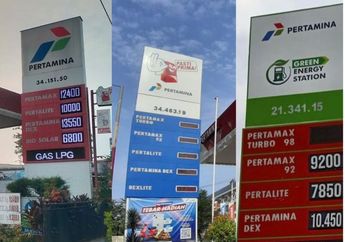 PERTAMINA
34.151.50
PERTAMAX 12400
PERTALITE 10000
PERTAMINA DEX 13550
BIO SOLAR 6800
GAS LPG
PASTI PRIMA!
PERTAMINA
34.463.19
PERTAMAX TURBO
PERTAMAX 92
PERTALITE
PERTAMINA DEX
DEXLITE
TEBAR HADIAH
PERTAMINA
GREEN ENERGY STATION
21.341.15
PERTAMAX TURBO 98
PERTAMAX 92 9200
PERTALITE 7850
PERTAMINA DEX 10.450